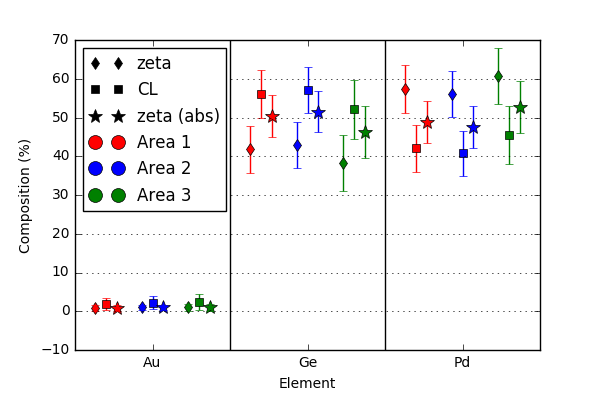 70
60
50
40
30
20
10
0
−10
Composition (%)
zeta
CL
zeta (abs)
Area 1
Area 2
Area 3
Au Ge Pd
Element